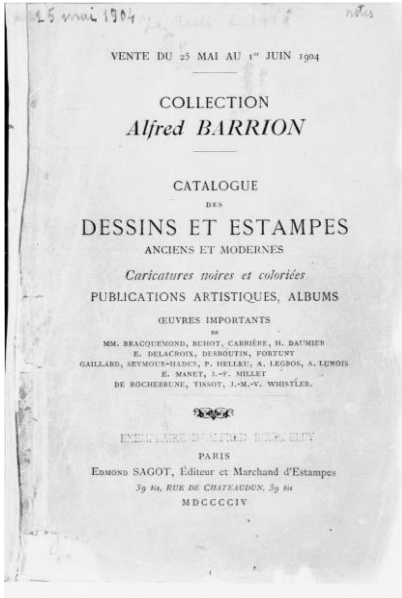 25 mai 1904
notes
VENTE DU 25 MAI AU 1er JUIN 1904
COLLECTION
Alfred BARRION
CATALOGUE
DES
DESSINS ET ESTAMPES
ANCIENS ET MODERNES
Caricatures noires et coloriées
PUBLICATIONS ARTISTIQUES, ALBUMS
ŒUVRES IMPORTANTS
DE
MM. BRACQUEMOND, BUHOT, CARRIÈRE, H. DAUMIER
E. DELACROIX, DESBOUTIN, FORTUNY
GAILLARD, SEYMOUR-HADEN, P. HELLEU, A. LEGROS, A. LUNOIS
É. MANET, J.-F. MILLET
DE ROCHEBRUNE, TISSOT, J.-M.-V. WHISTLER.
EXEMPLAIRE D'ALFRED
PARIS
EDMOND SAGOT, Éditeur et Marchand d'Estampes
39 bis, RUE DE CHATEAUDUN, 39 bis
MDCCCCIV